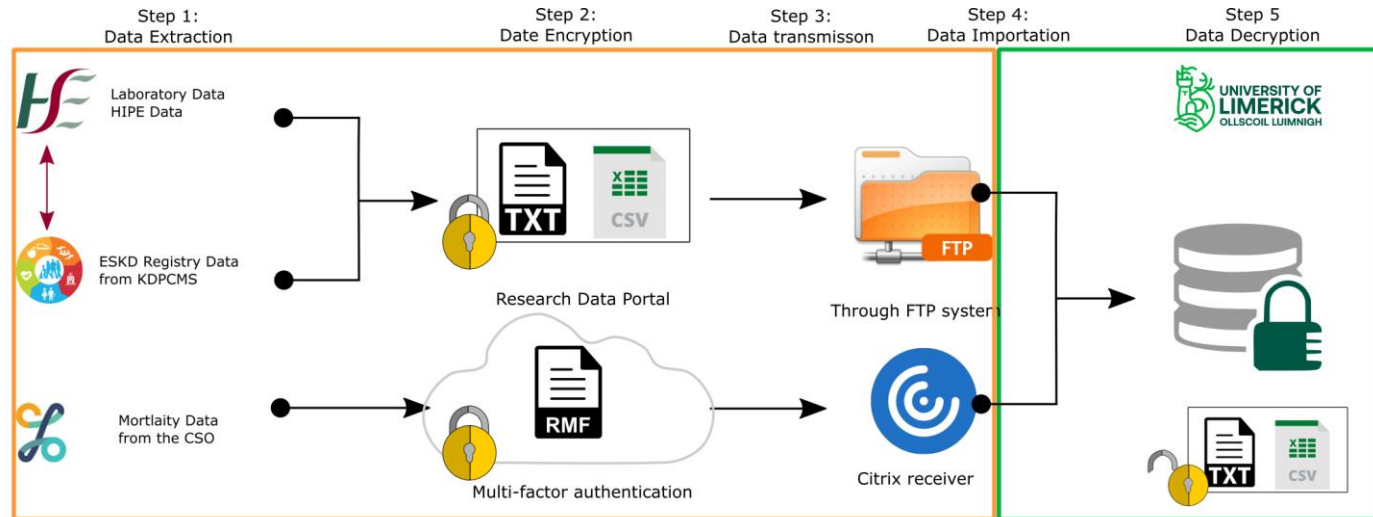 Step 1:
Data Extraction
Step 2:
Date Encryption
Step 3:
Data transmisson
Step 4:
Data Importation
Step 5
Data Decryption
HSE
Laboratory Data
HIPE Data
ESKD Registry Data
from KDPCMS
Mortlaity Data
from the CSO
TXT
X
CSV
Research Data Portal
RMF
Multi-factor authentication
FTP
Through FTP system
Citrix receiver
UNIVERSITY OF
LIMERICK
OLLSCOIL LUIMNIGH
TXT
X
CSV